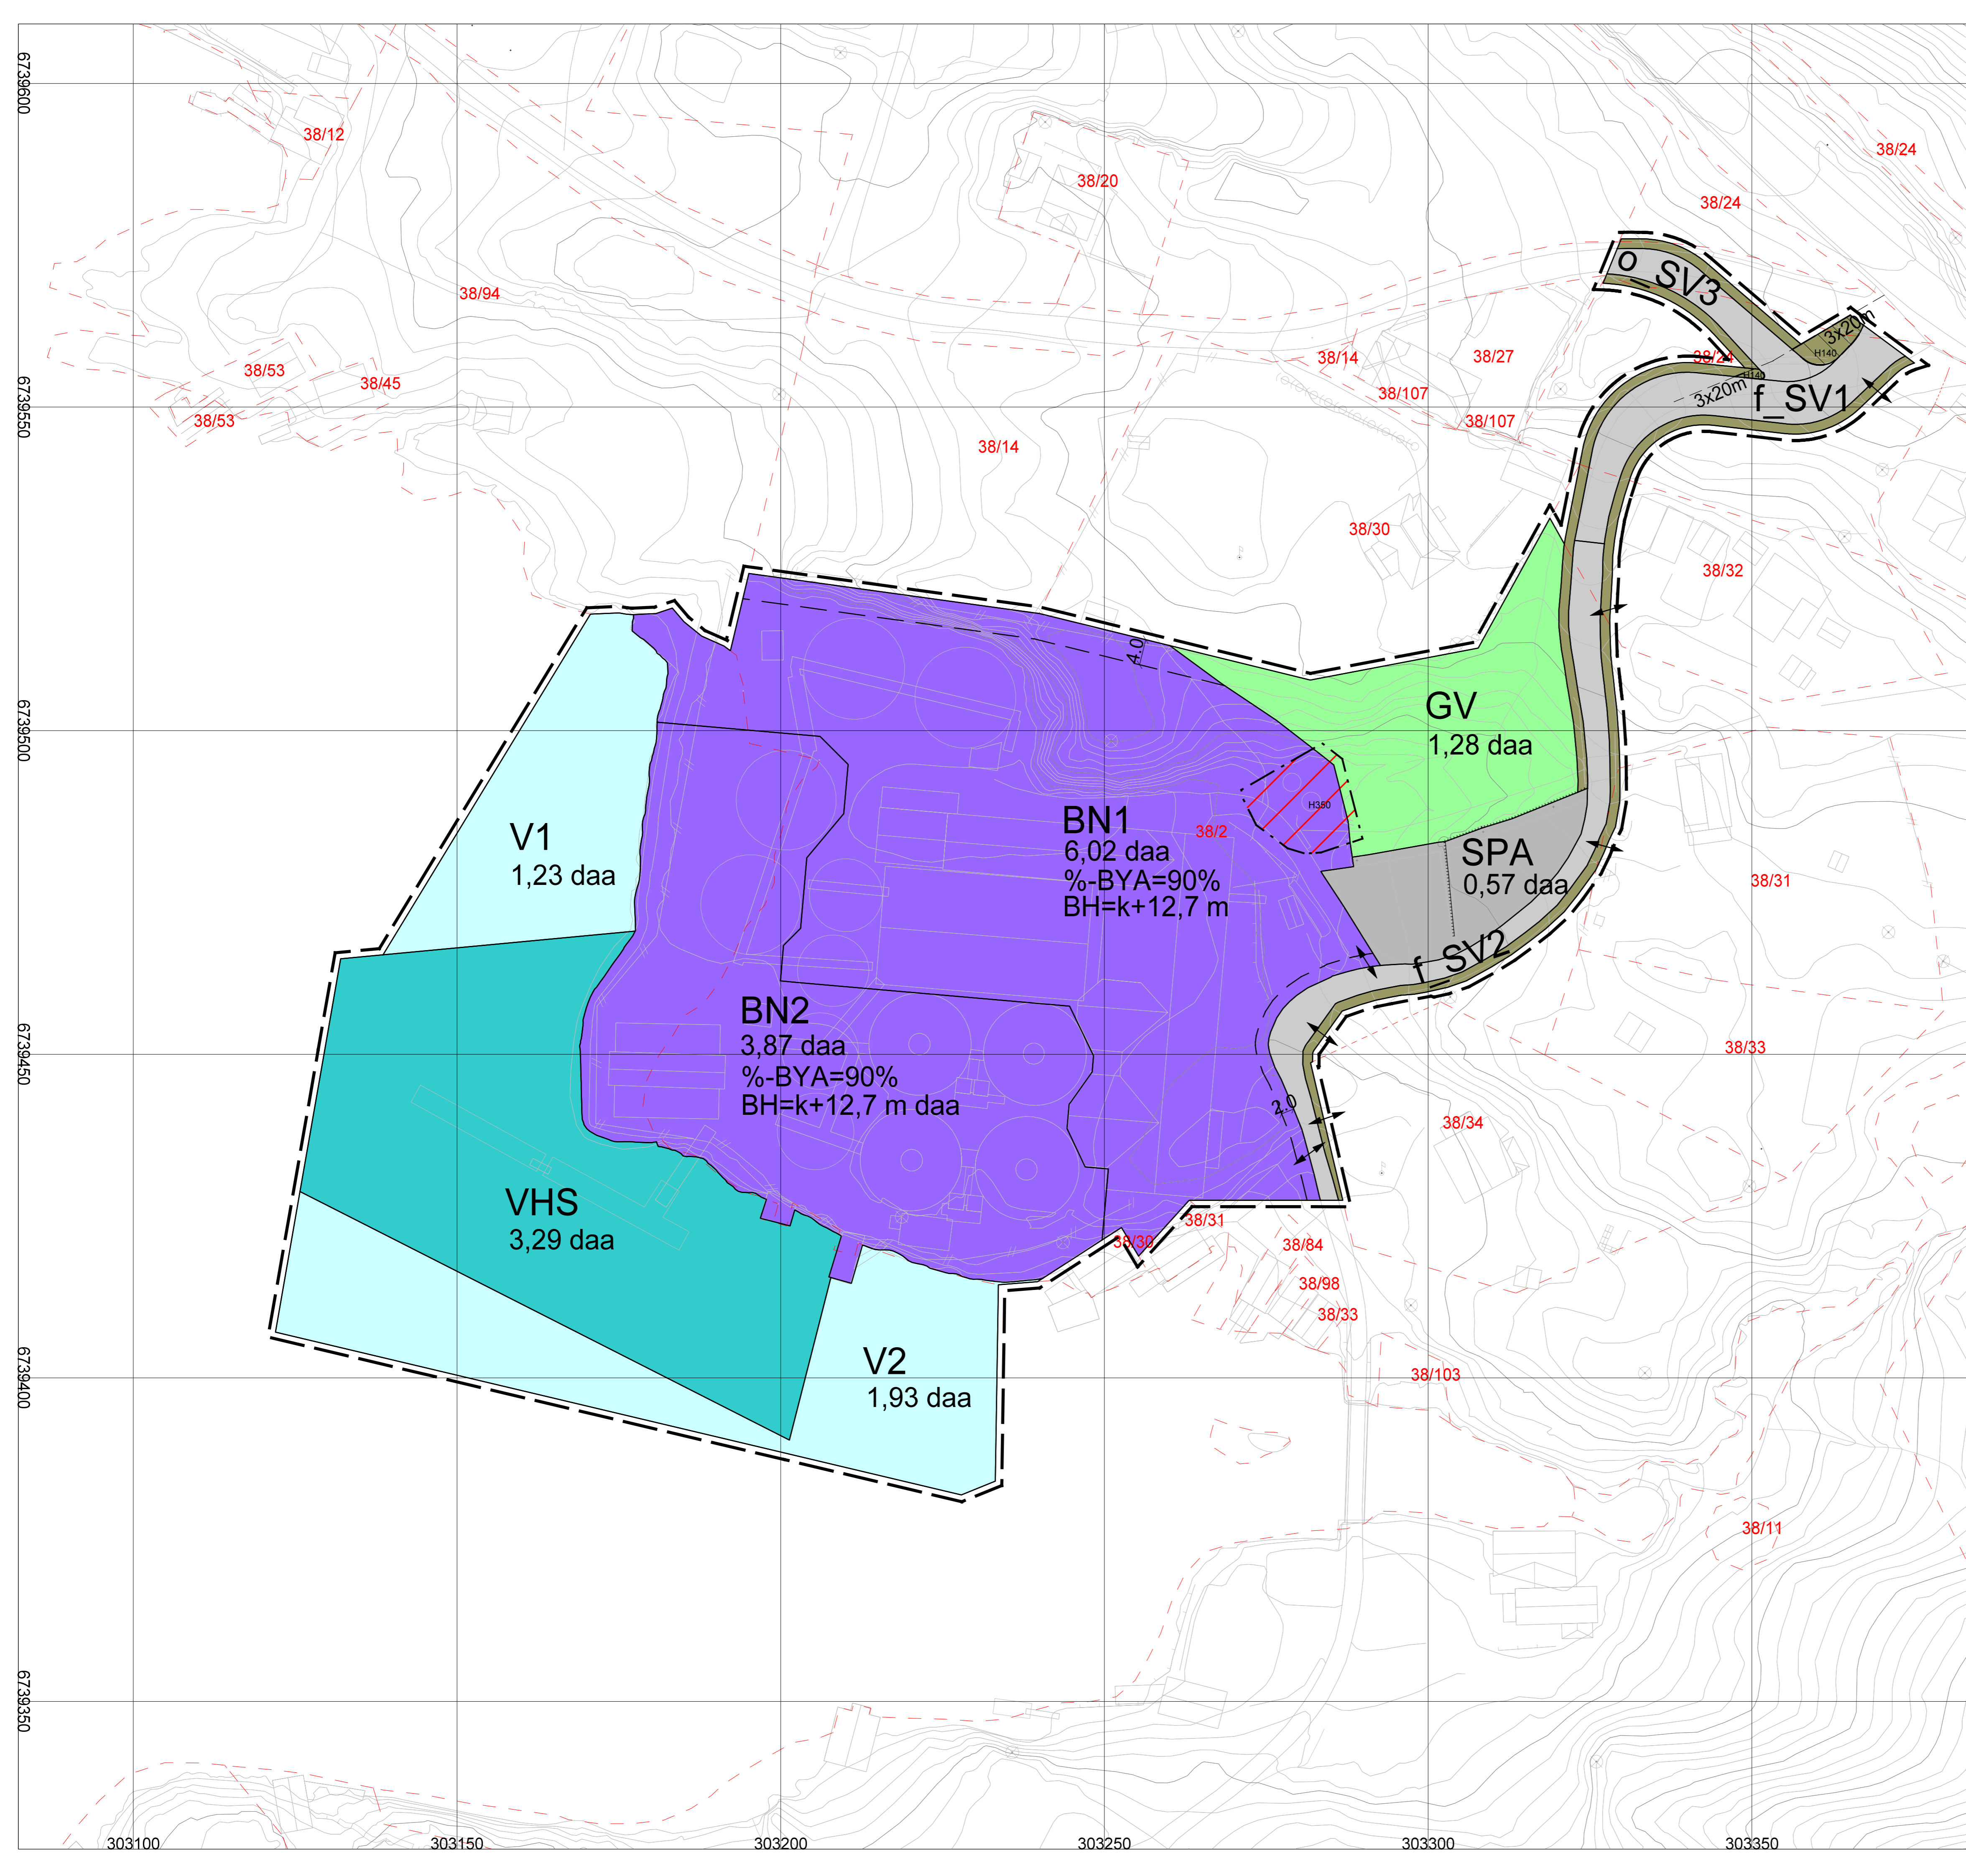 6739600
38/12
38/24
38/20
38/24
o_SV3
38/94
3x20m
H140
38/14
38/27
38/24
38/53
H140
38/45
38/107
3x20m
f_SV1
38/53
38/107
6739550
38/14
38/30
38/32
4.0
GV
1,28 daa
6739500
H350
BN1
6,02 daa
%-BYA=90%
BH=k+12,7 m
38/2
V1
1,23 daa
SPA
0,57 daa
38/31
f_SV2
BN2
3,87 daa
%-BYA=90%
BH=k+12,7 m daa
38/33
6739450
2.0
38/34
VHS
3,29 daa
38/31
38/30
38/84
38/98
38/33
V2
1,93 daa
38/103
6739400
38/11
6739350
303100
303150
303200
303250
303300
303350